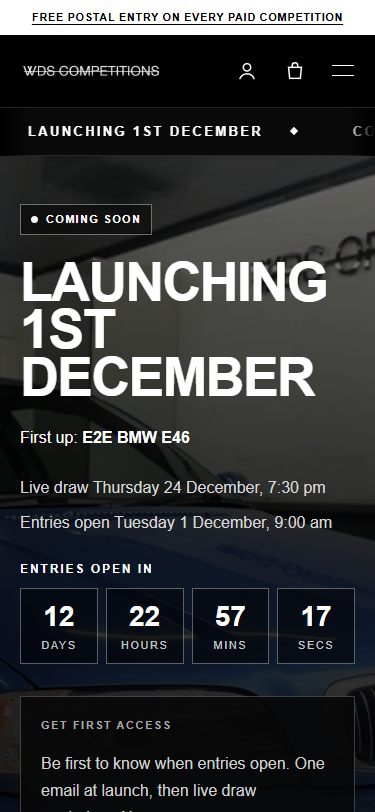 FREE POSTAL ENTRY ON EVERY PAID COMPETITION
WDS COMPETITIONS
LAUNCHING 1ST DECEMBER
COMING SOON
LAUNCHING
1ST
DECEMBER
First up: E2E BMW E46
Live draw Thursday 24 December, 7:30 pm
Entries open Tuesday 1 December, 9:00 am
ENTRIES OPEN IN
12 22 57 17
DAYS HOURS MINS SECS
GET FIRST ACCESS
Be first to know when entries open. One
email at launch, then live draw